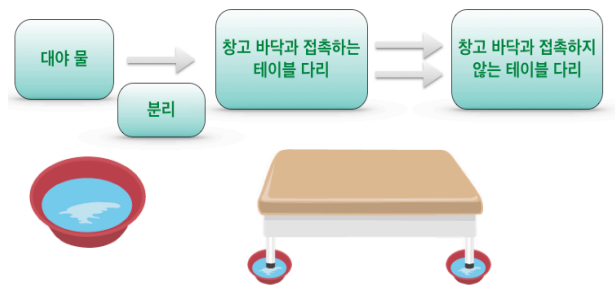 대야 물
분리
창고 바닥과 접촉하는
테이블 다리
창고 바닥과 접촉하지
않는 테이블 다리